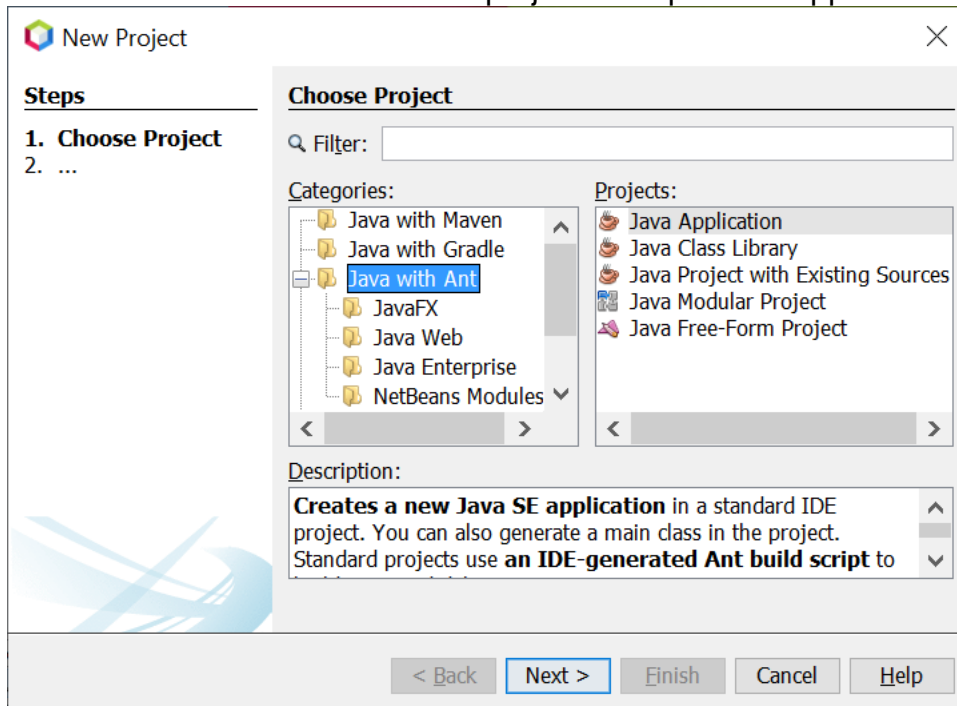 New Project
Steps
1. Choose Project
2. ...
Choose Project
Filter:
Categories:
Java with Maven
Java with Gradle
Java with Ant
JavaFX
Java Web
Java Enterprise
NetBeans Modules
Projects:
Java Application
Java Class Library
Java Project with Existing Sources
Java Modular Project
Java Free-Form Project
Description:
Creates a new Java SE application in a standard IDE
project. You can also generate a main class in the project.
Standard projects use an IDE-generated Ant build script to
< Back
Next >
Finish
Cancel
Help